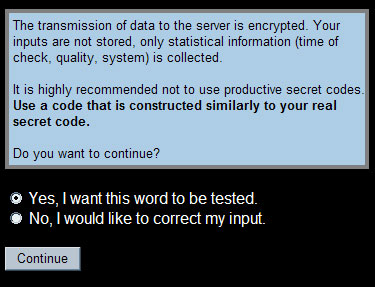 The transmission of data to the server is encrypted. Your
inputs are not stored, only statistical information (time of
check, quality, system) is collected.
It is highly recommended not to use productive secret codes.
Use a code that is constructed similarly to your real
secret code.
Do you want to continue?
Yes, I want this word to be tested.
No, I would like to correct my input.
Continue